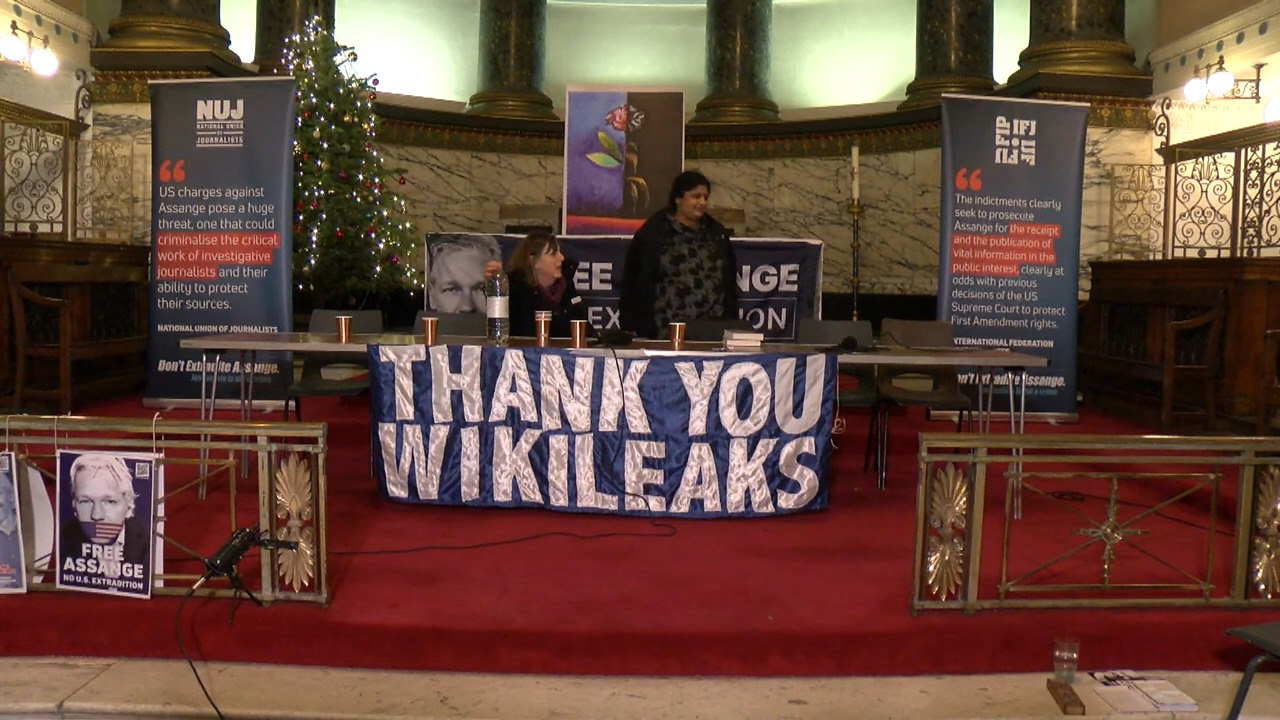 NUJ
NATIONAL UNION
OF
JOURNALISTS
US charges against
Assange pose a huge
threat, one that could
criminalise the critical
work of investigative
journalists and their
ability to protect
their sources.
NATIONAL UNION OF JOURNALISTS
Don't Extradite Assange.
EE
NGE
EX
ION
FIP
IFJ
The indictments clearly
seek to prosecute
Assange for the receipt
and the publication of
vital information in the
public interest, clearly at
odds with previous
decisions of the US
Supreme Court to protect
First Amendment rights.
INTERNATIONAL FEDERATION
Don't Extradite Assange.
THANK YOU
WIKILEAKS
FREE
ASSANGE
NO U.S. EXTRADITION